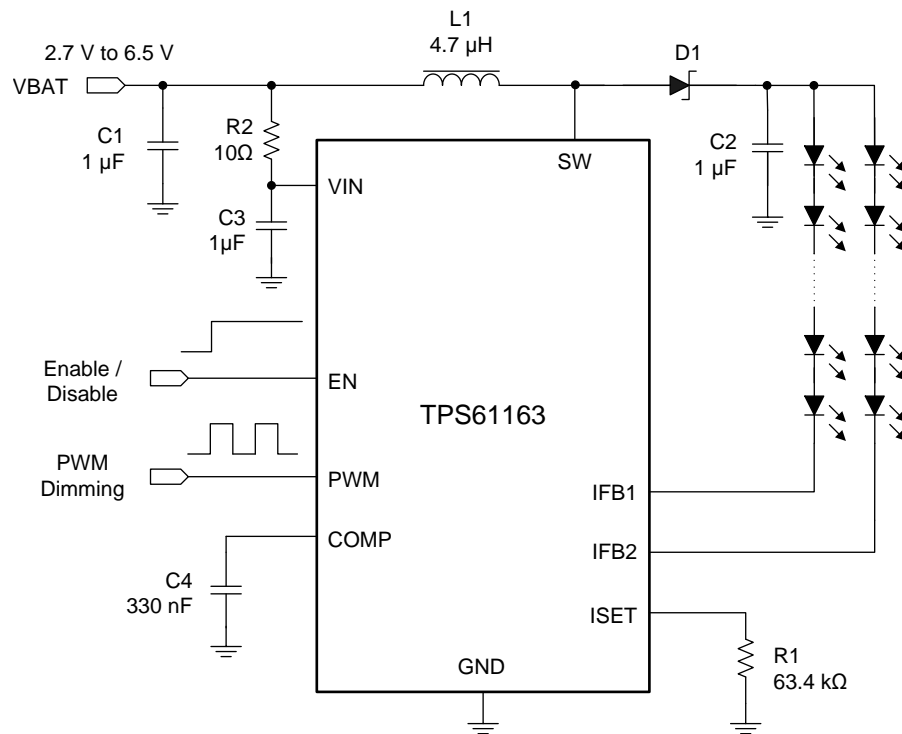 L1
4.7 µH
2.7 V to 6.5 V
VBAT
D1
C1
1 µF
R2
10Ω
C2
1 µF
SW
VIN
C3
1µF
Enable /
Disable
EN
TPS61163
PWM
Dimming
PWM
IFB1
COMP
IFB2
C4
330 nF
ISET
GND
R1
63.4 kΩ